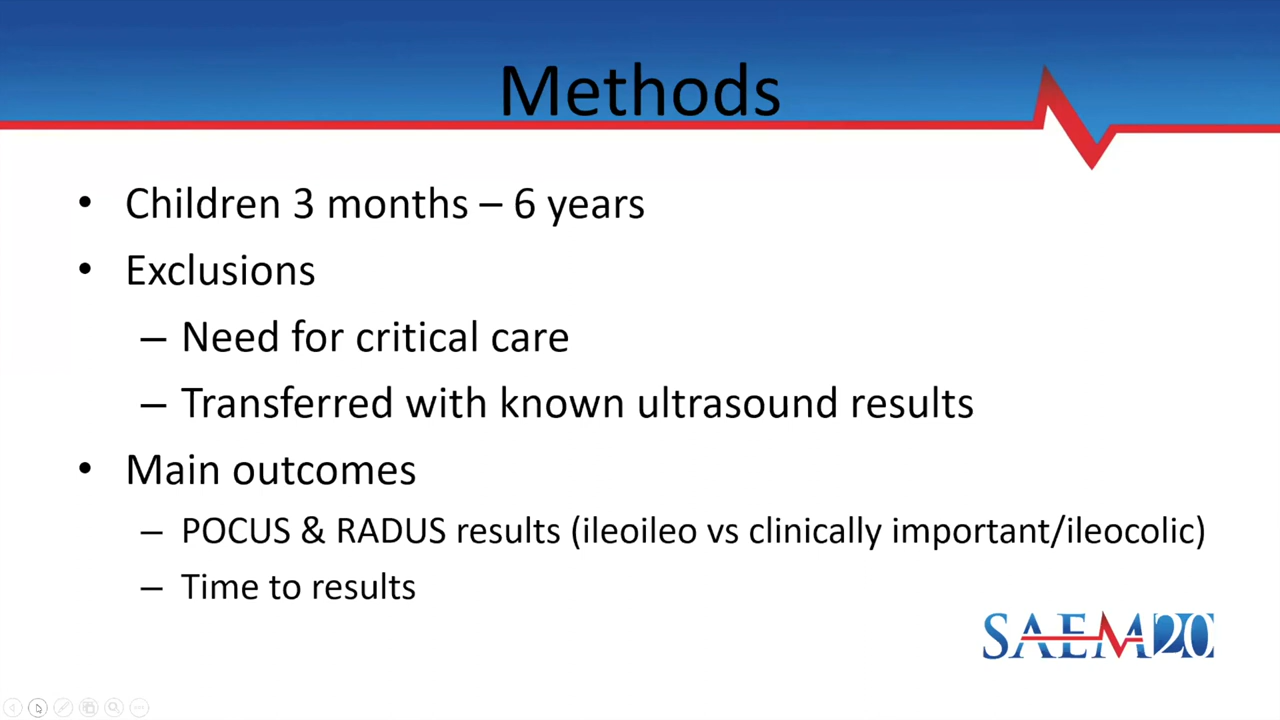 Methods
• Children 3 months – 6 years
• Exclusions
– Need for critical care
– Transferred with known ultrasound results
• Main outcomes
– POCUS & RADUS results (ileoileo vs clinically important/ileocolic)
– Time to results
SAEM20